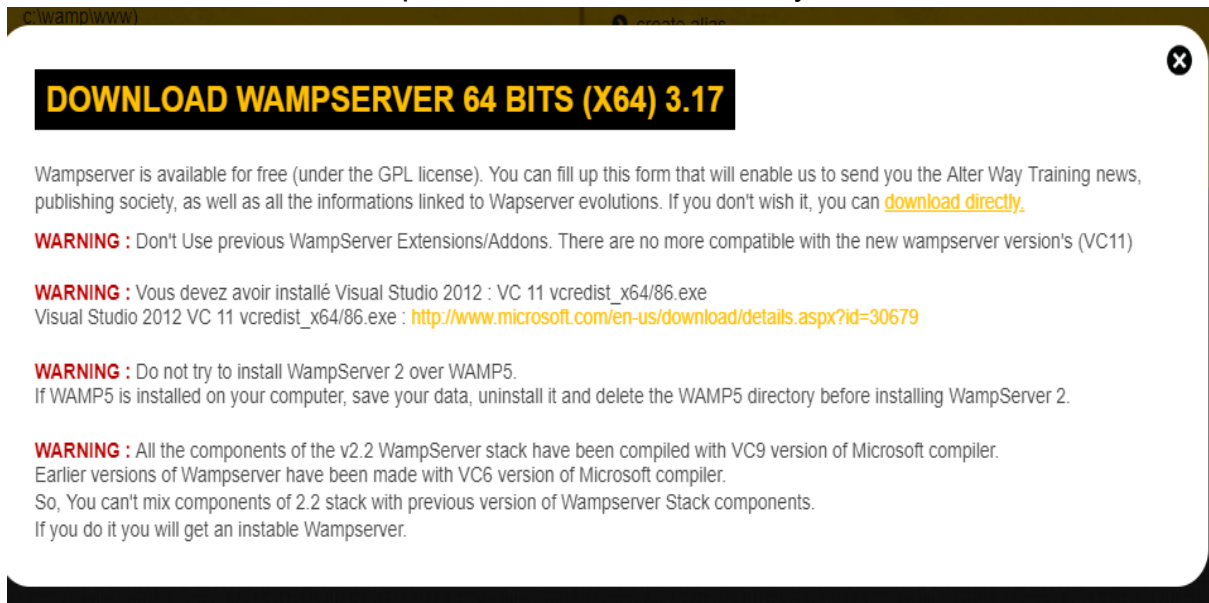 c:\wamp\www)
create alias
DOWNLOAD WAMPSERVER 64 BITS (X64) 3.17
Wampserver is available for free (under the GPL license). You can fill up this form that will enable us to send you the Alter Way Training news,
publishing society, as well as all the informations linked to Wapserver evolutions. If you don't wish it, you can download directly.
WARNING : Don't Use previous WampServer Extensions/Addons. There are no more compatible with the new wampserver version's (VC11)
WARNING : Vous devez avoir installé Visual Studio 2012 : VC 11 vcredist_x64/86.exe
Visual Studio 2012 VC 11 vcredist_x64/86.exe : http://www.microsoft.com/en-us/download/details.aspx?id=30679
WARNING : Do not try to install WampServer 2 over WAMP5.
If WAMP5 is installed on your computer, save your data, uninstall it and delete the WAMP5 directory before installing WampServer 2.
WARNING : All the components of the v2.2 WampServer stack have been compiled with VC9 version of Microsoft compiler.
Earlier versions of Wampserver have been made with VC6 version of Microsoft compiler.
So, You can't mix components of 2.2 stack with previous version of Wampserver Stack components.
If you do it you will get an instable Wampserver.